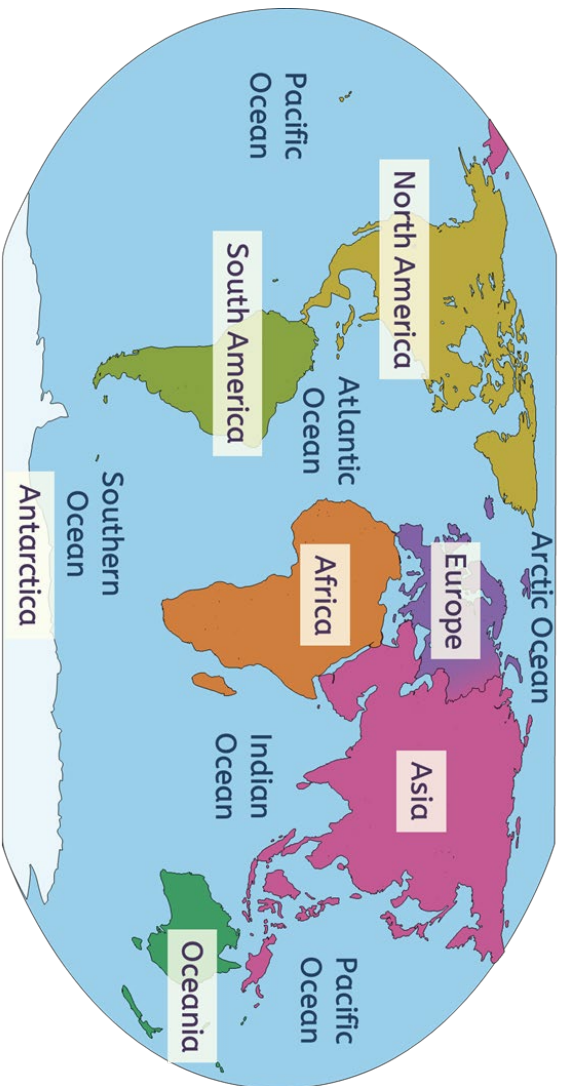 Arctic Ocean
North America
Europe
Asia
Atlantic
Ocean
Pacific
Ocean
Africa
Pacific
Ocean
South America
Indian
Ocean
Oceania
Southern
Ocean
Antarctica